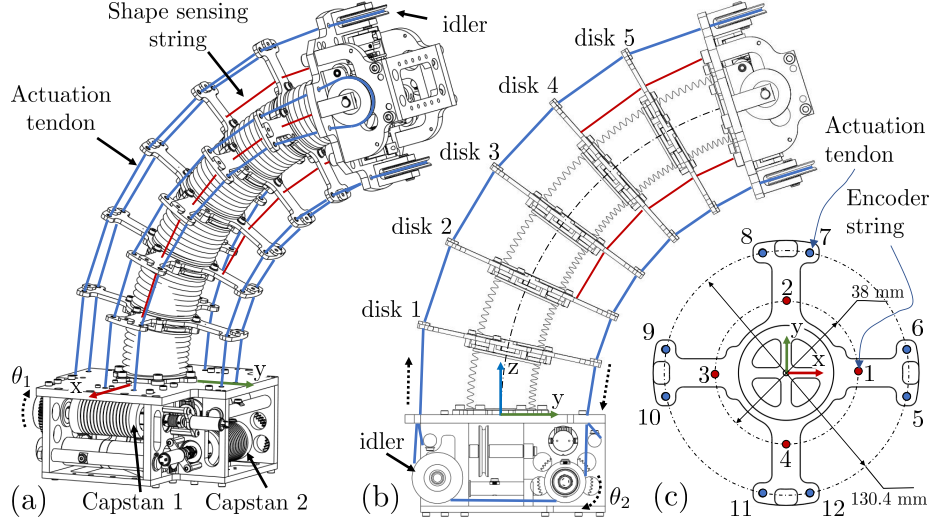 Shape sensing
string
idler
Actuation
tendon
θ1
x
y
Capstan 1
Capstan 2
(a)
disk 5
disk 4
disk 3
disk 2
disk 1
z
y
idler
θ2
(b)
Actuation
tendon
Encoder
string
8
7
2
38 mm
9
6
y
x
3
1
10
5
4
11
12
130.4 mm
(c)